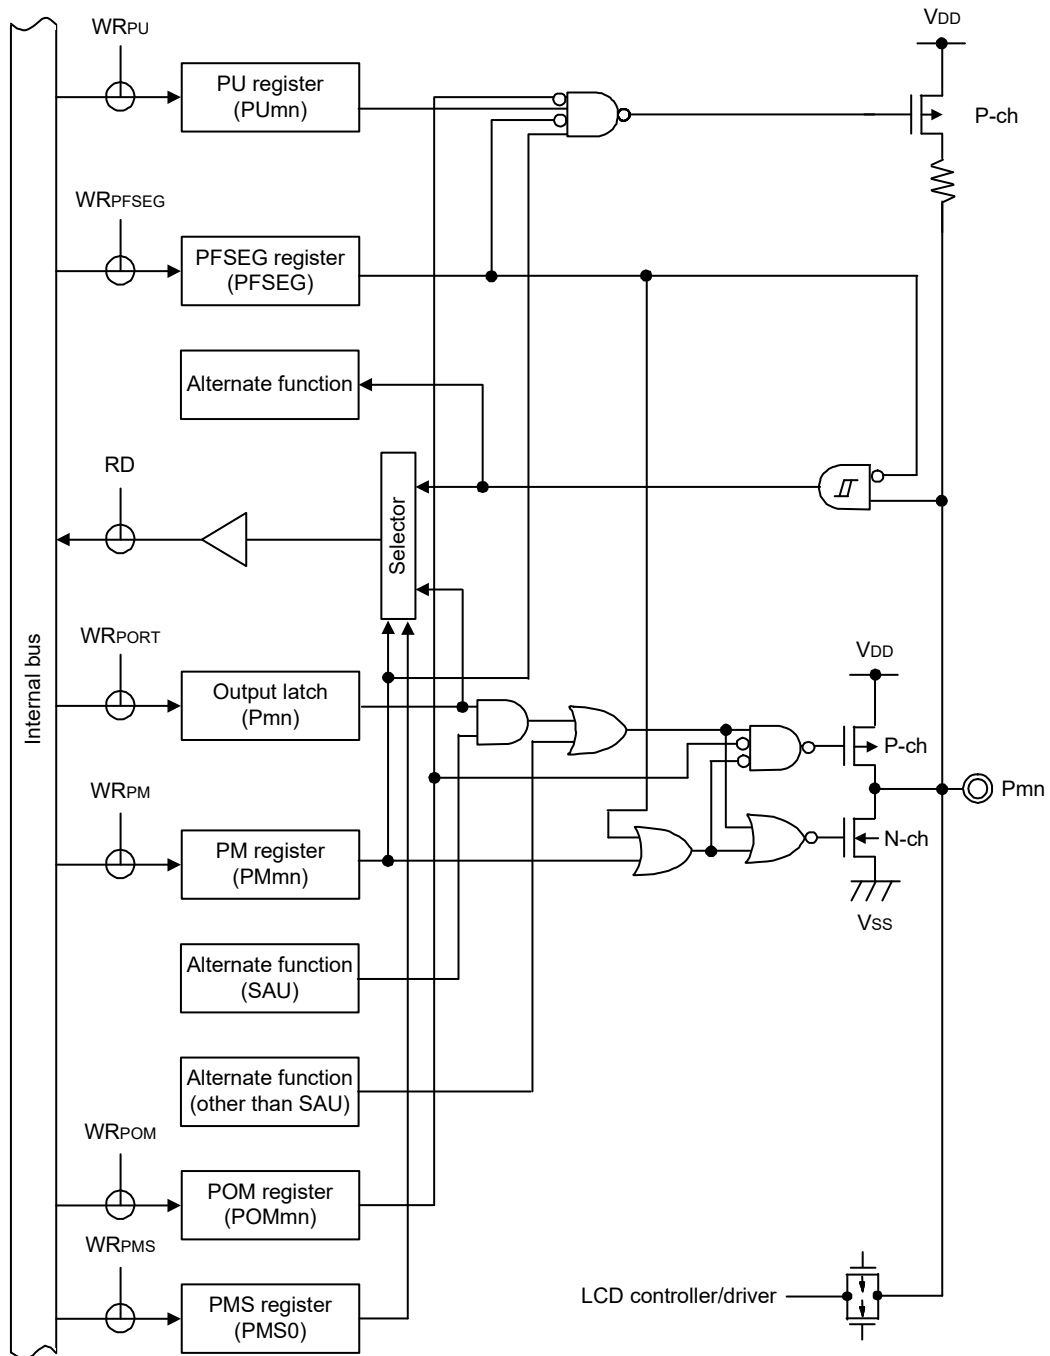 WRPU
VDD
PU register
(PUmn)
P-ch
WRPFSEG
PFSEG register
(PFSEG)
Alternate function
RD
Selector
Internal bus
WRPORT
VDD
Output latch
(Pmn)
P-ch
WRPM
Pmn
PM register
(PMmn)
N-ch
VSS
Alternate function
(SAU)
Alternate function
(other than SAU)
WRPOM
POM register
(POMmn)
WRPMS
LCD controller/driver
PMS register
(PMS0)